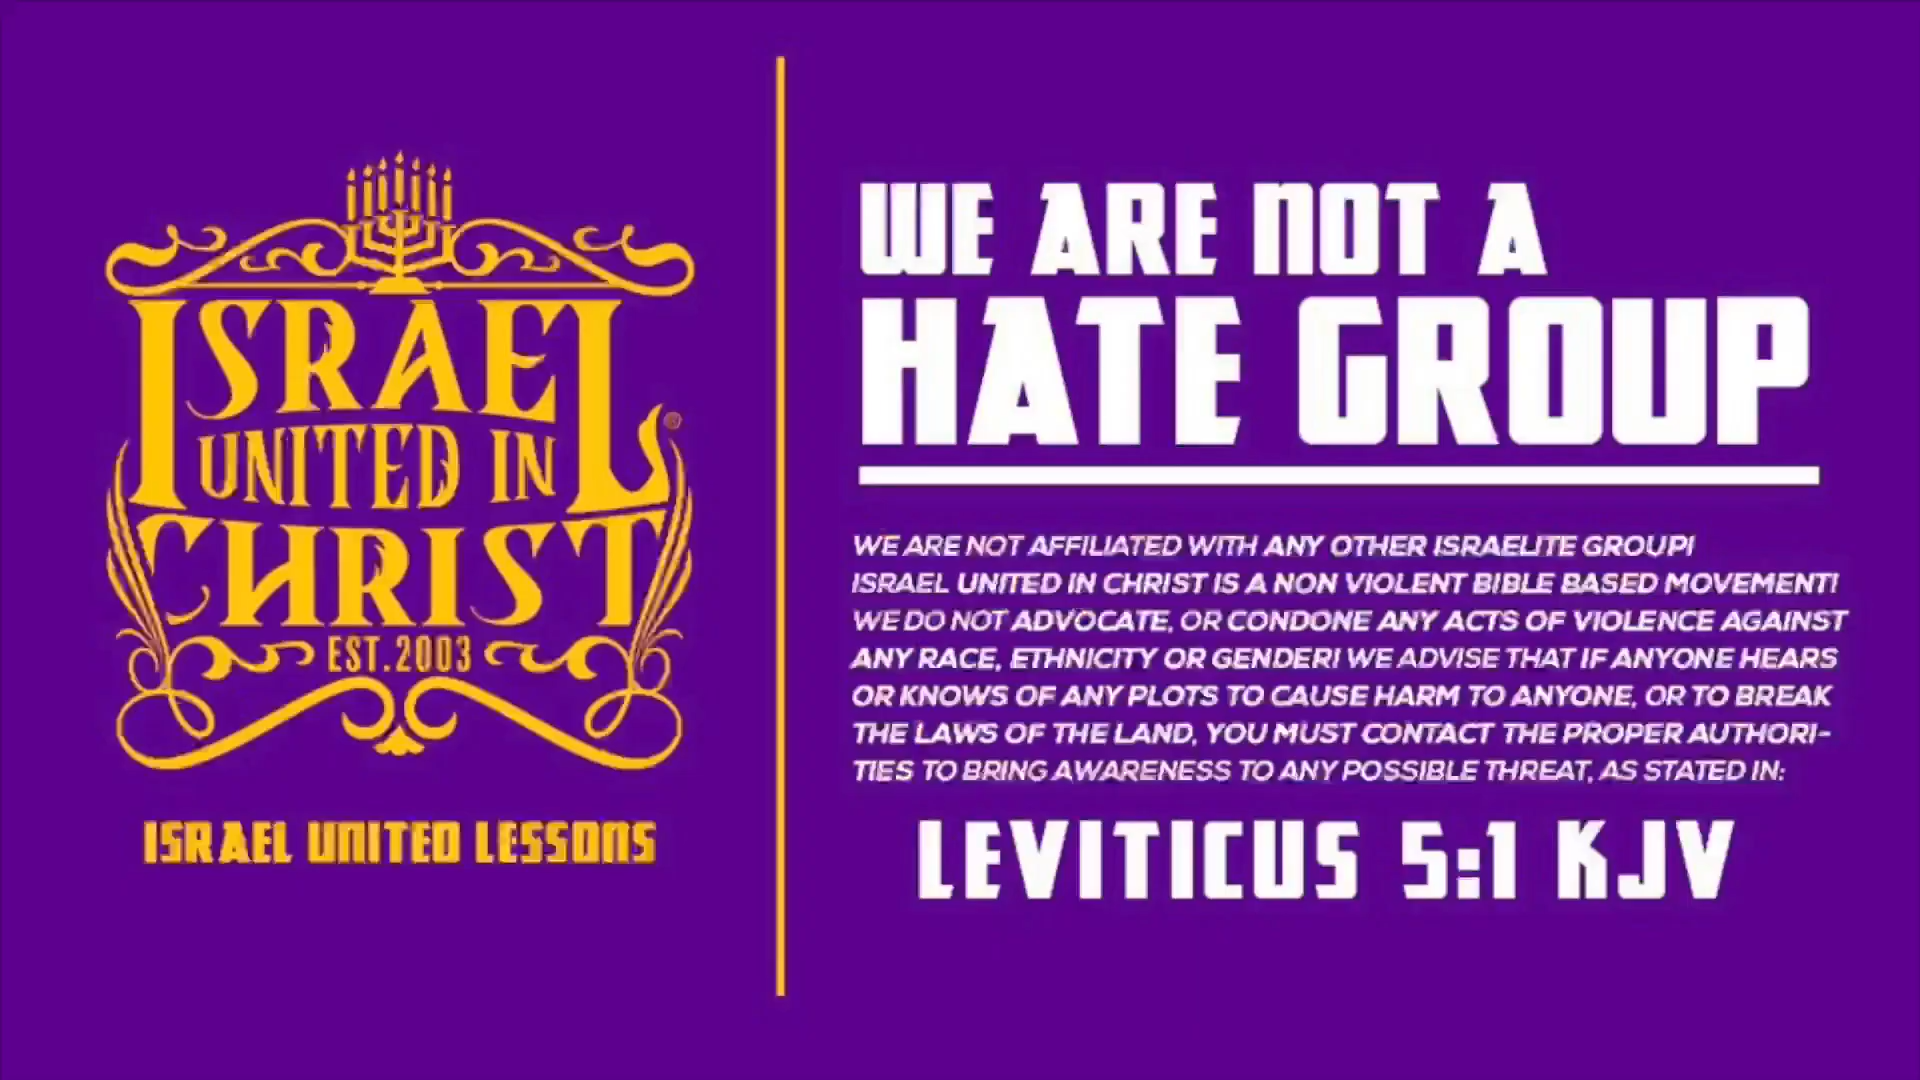 ISRAEL
UNITED IN
CHRIST
®
EST.2003
ISRAEL UNITED LESSONS
WE ARE NOT A
HATE GROUP
WE ARE NOT AFFILIATED WITH ANY OTHER ISRAELITE GROUP!
ISRAEL UNITED IN CHRIST IS A NON VIOLENT BIBLE BASED MOVEMENT!
WE DO NOT ADVOCATE, OR CONDONE ANY ACTS OF VIOLENCE AGAINST
ANY RACE, ETHNICITY OR GENDER! WE ADVISE THAT IF ANYONE HEARS
OR KNOWS OF ANY PLOTS TO CAUSE HARM TO ANYONE, OR TO BREAK
THE LAWS OF THE LAND, YOU MUST CONTACT THE PROPER AUTHORI-
TIES TO BRING AWARENESS TO ANY POSSIBLE THREAT, AS STATED IN:
LEVITICUS 5:1 KJV